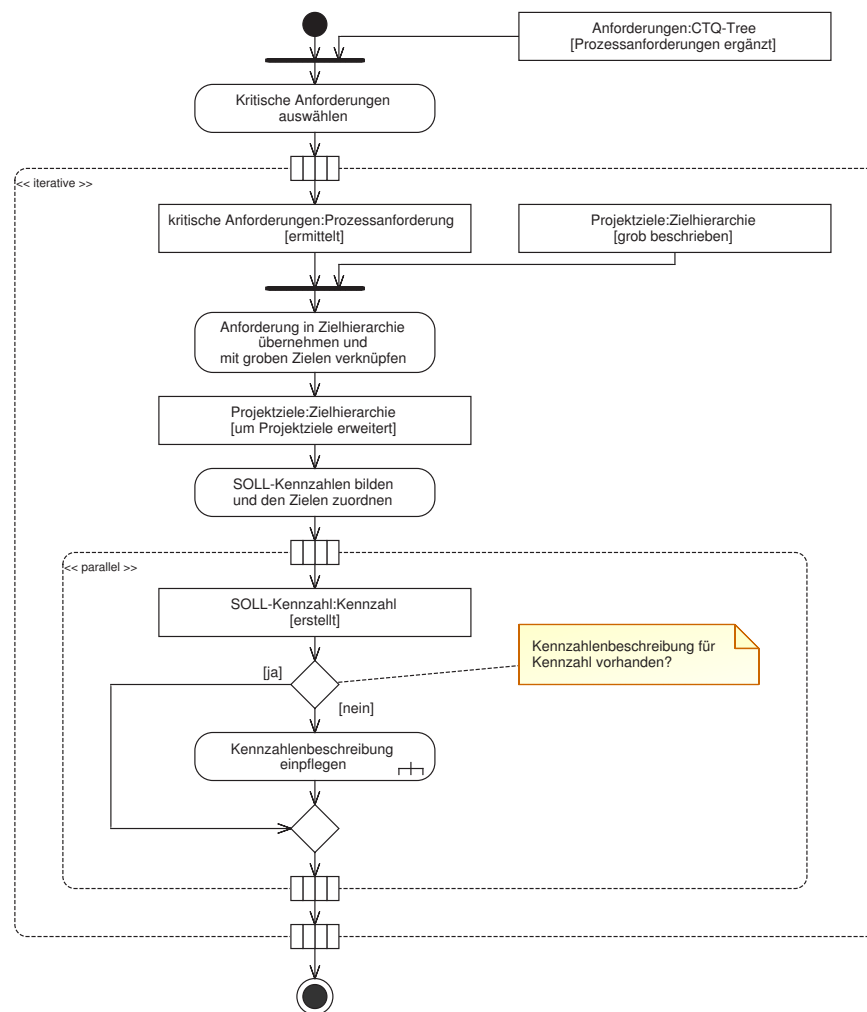 Anforderungen:CTQ-Tree
[Prozessanforderungen ergänzt]
Kritische Anforderungen
auswählen
<< iterative >>
kritische Anforderungen:Prozessanforderung
[ermittelt]
Projektziele:Zielhierarchie
[grob beschrieben]
Anforderung in Zielhierarchie
übernehmen und
mit groben Zielen verknüpfen
Projektziele:Zielhierarchie
[um Projektziele erweitert]
SOLL-Kennzahlen bilden
und den Zielen zuordnen
<< parallel >>
SOLL-Kennzahl:Kennzahl
[erstellt]
Kennzahlenbeschreibung für
Kennzahl vorhanden?
[ja]
[nein]
Kennzahlenbeschreibung
einpflegen